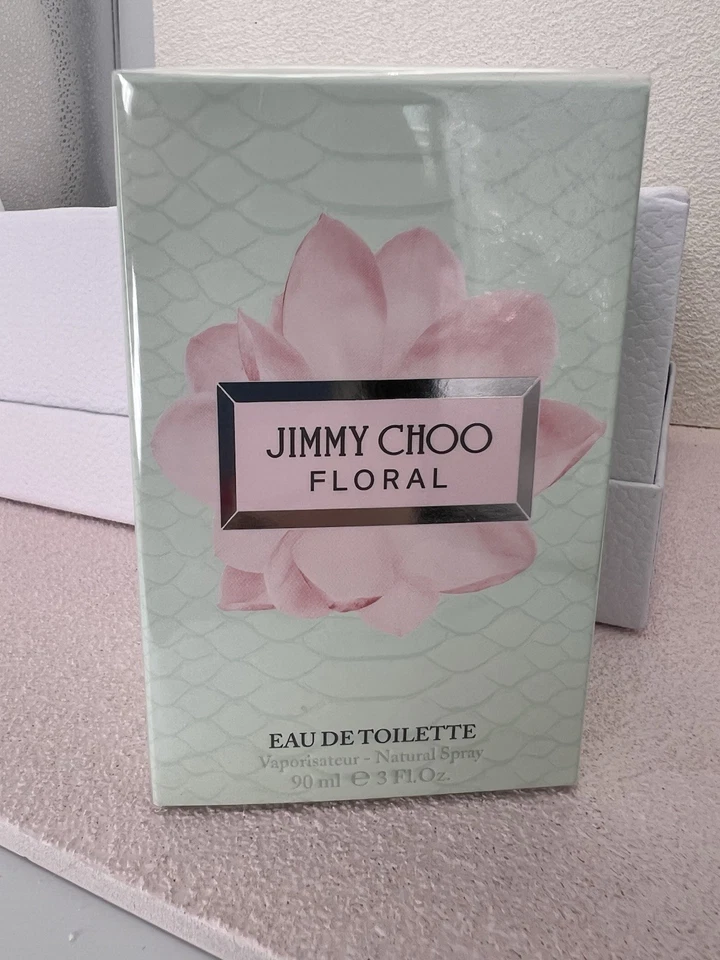 JIMMY CHOO
FLORAL
EAU DE TOILETTE
Vaporisateur - Natural Spray
90 ml ℮ 3 Fl.Oz.